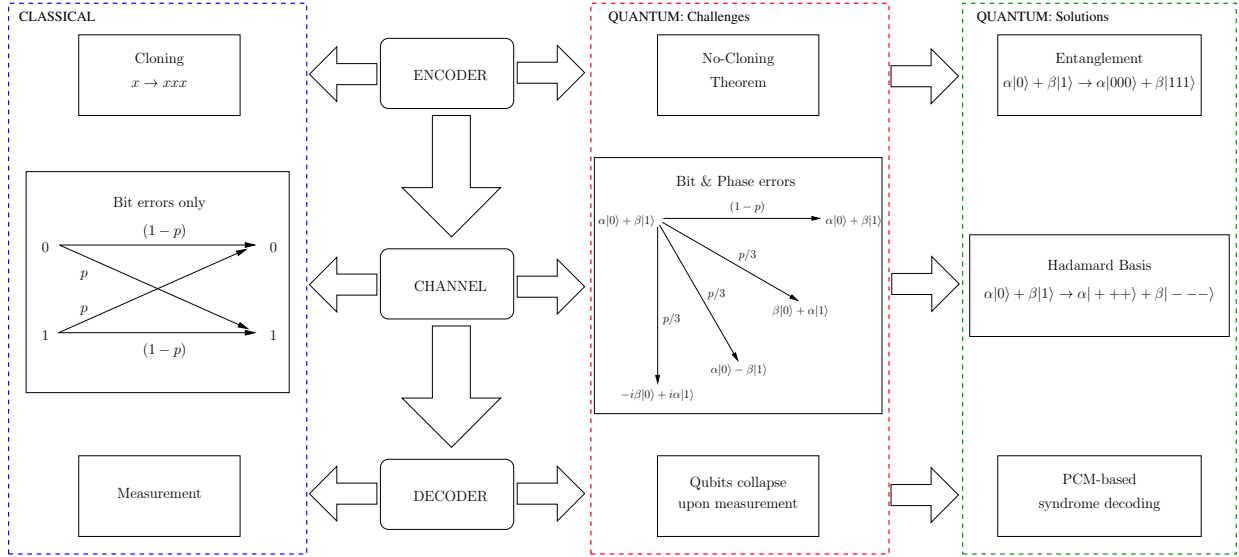 CLASSICAL
QUANTUM: Challenges
QUANTUM: Solutions
Cloning
x → xxx
ENCODER
No-Cloning
Theorem
Entanglement
α|0⟩ + β|1⟩ → α|000⟩ + β|111⟩
Bit errors only
(1 − p)
0
0
p
p
1
1
(1 − p)
CHANNEL
Bit & Phase errors
(1 − p)
α|0⟩ + β|1⟩
α|0⟩ + β|1⟩
p/3
p/3
p/3
β|0⟩ + α|1⟩
α|0⟩ − β|1⟩
−iβ|0⟩ + iα|1⟩
Hadamard Basis
α|0⟩ + β|1⟩ → α| + ++⟩ + β| − −−⟩
Measurement
DECODER
Qubits collapse
upon measurement
PCM-based
syndrome decoding